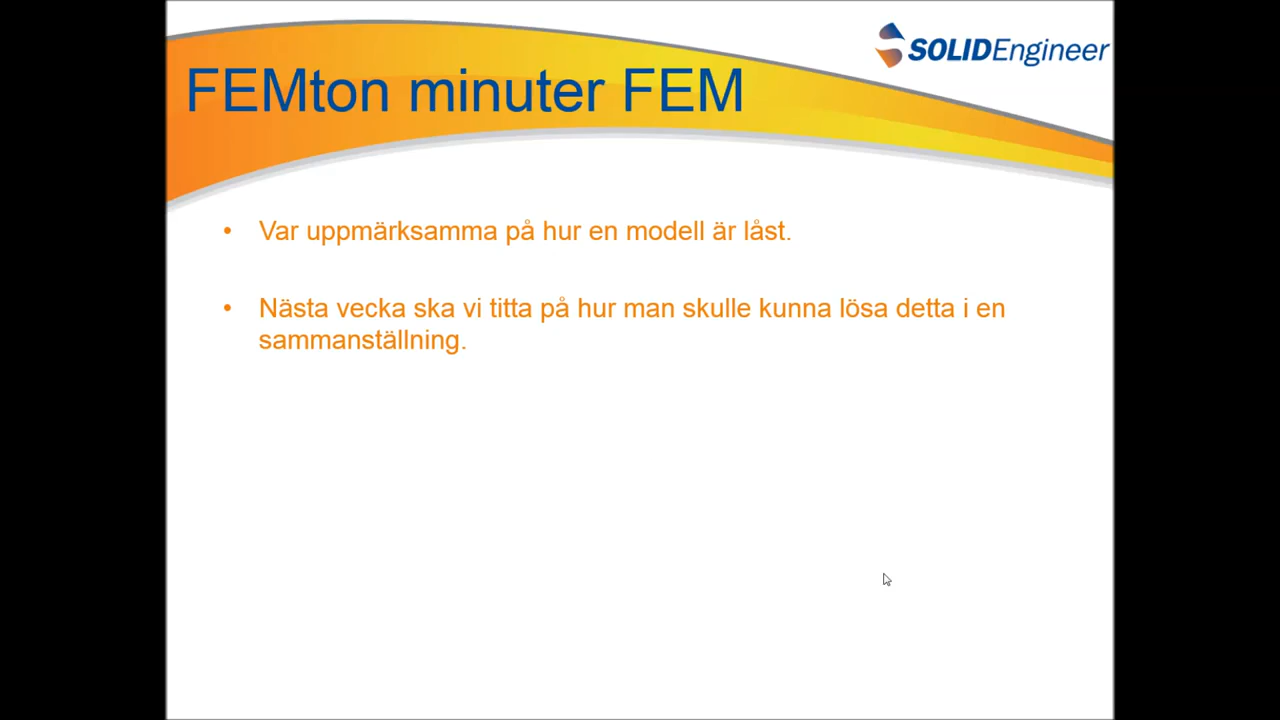 SOLIDEngineer
FEMton minuter FEM
• Var uppmärksamma på hur en modell är låst.
• Nästa vecka ska vi titta på hur man skulle kunna lösa detta i en
sammanställning.